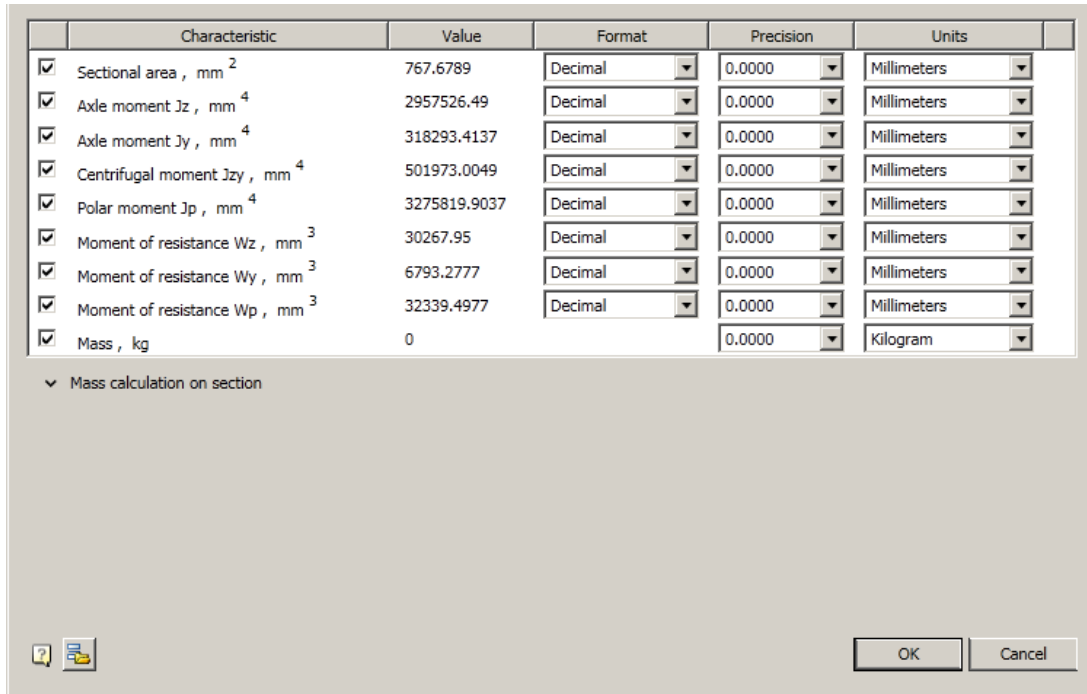 Characteristic Value Format Precision Units
Sectional area , mm 2 767.6789 Decimal 0.0000 Millimeters
Axle moment Jz , mm 4 2957526.49 Decimal 0.0000 Millimeters
Axle moment Jy , mm 4 318293.4137 Decimal 0.0000 Millimeters
Centrifugal moment Jzy , mm 4 501973.0049 Decimal 0.0000 Millimeters
Polar moment Jp , mm 4 3275819.9037 Decimal 0.0000 Millimeters
Moment of resistance Wz , mm 3 30267.95 Decimal 0.0000 Millimeters
Moment of resistance Wy , mm 3 6793.2777 Decimal 0.0000 Millimeters
Moment of resistance Wp , mm 3 32339.4977 Decimal 0.0000 Millimeters
Mass , kg 0 0.0000 Kilogram
Mass calculation on section
? OK Cancel